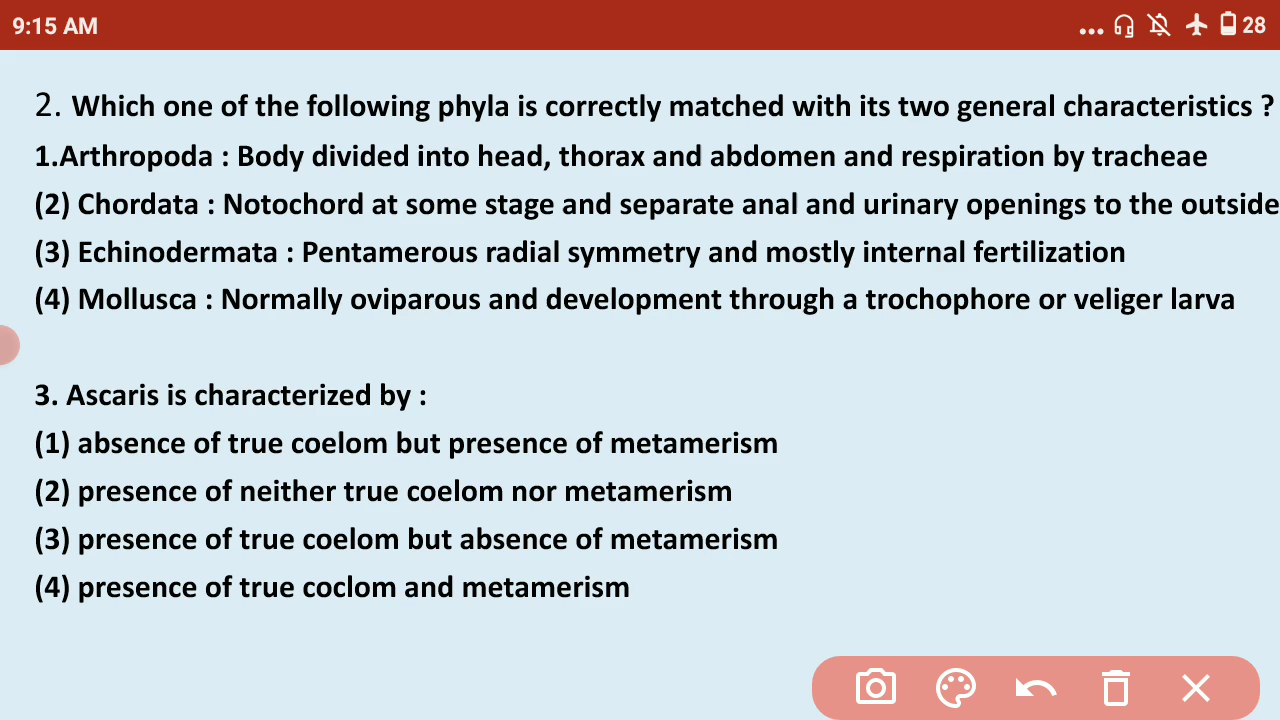 9:15 AM
... 28
2. Which one of the following phyla is correctly matched with its two general characteristics ?
1.Arthropoda : Body divided into head, thorax and abdomen and respiration by tracheae
(2) Chordata : Notochord at some stage and separate anal and urinary openings to the outside
(3) Echinodermata : Pentamerous radial symmetry and mostly internal fertilization
(4) Mollusca : Normally oviparous and development through a trochophore or veliger larva
3. Ascaris is characterized by :
(1) absence of true coelom but presence of metamerism
(2) presence of neither true coelom nor metamerism
(3) presence of true coelom but absence of metamerism
(4) presence of true coclom and metamerism